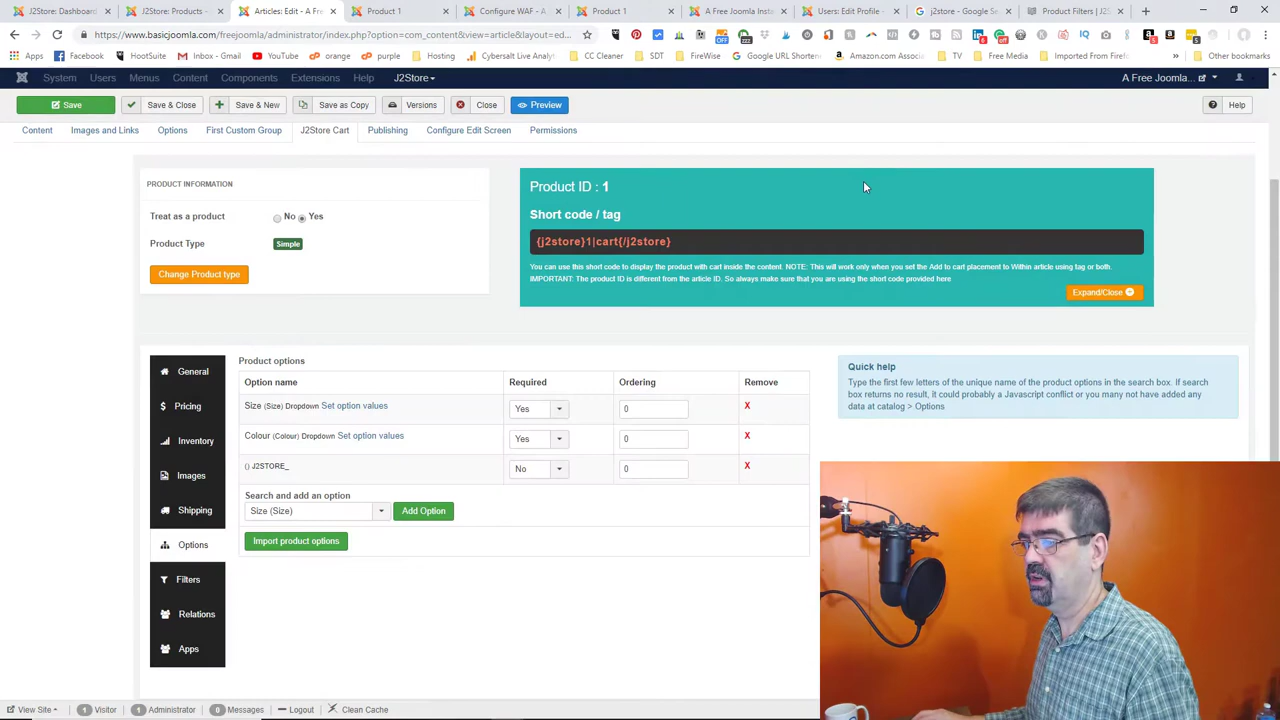 J2Store: Dashboard
J2Store: Products -
Articles: Edit - A Fre
Product 1
Configure WAF - A
Product 1
A Free Joomla Insta
Users: Edit Profile -
j2store - Google Se
Product Filters | J2S
https://www.basicjoomla.com/freejoomla/administrator/index.php?option=com_content&view=article&layout=ed...
Apps
HootSuite
Inbox - Gmail
YouTube
orange
purple
Facebook
Cybersalt Live Analy
CC Cleaner
SDT
FireWise
Google URL Shorten
Amazon.com Associ
TV
Free Media
Imported From Firef
»
Other bookmarks
System
Users
Menus
Content
Components
Extensions
Help
J2Store
A Free Joomla...
Save
Save & Close
Save & New
Save as Copy
Versions
Close
Preview
Help
Content
Images and Links
Options
First Custom Group
J2Store Cart
Publishing
Configure Edit Screen
Permissions
PRODUCT INFORMATION
Treat as a product
No
Yes
Product Type
Simple
Change Product type
Product ID : 1
Short code / tag
{j2store}1|cart{/j2store}
You can use this short code to display the product with cart inside the content. NOTE: This will work only when you set the Add to cart placement to Within article using tag or both.
IMPORTANT: The product ID is different from the article ID. So always make sure that you are using the short code provided here
Expand/Close
General
Pricing
Inventory
Images
Shipping
Options
Filters
Relations
Apps
Product options
Option name
Required
Ordering
Remove
Size (Size) Dropdown Set option values
Yes
0
X
Colour (Colour) Dropdown Set option values
Yes
0
X
() J2STORE_
No
0
X
Search and add an option
Size (Size)
Add Option
Import product options
Quick help
Type the first few letters of the unique name of the product options in the search box. If search
box returns no result, it could probably a Javascript conflict or you many not have added any
data at catalog > Options
View Site
1 Visitor
1 Administrator
0 Messages
Logout
Clean Cache